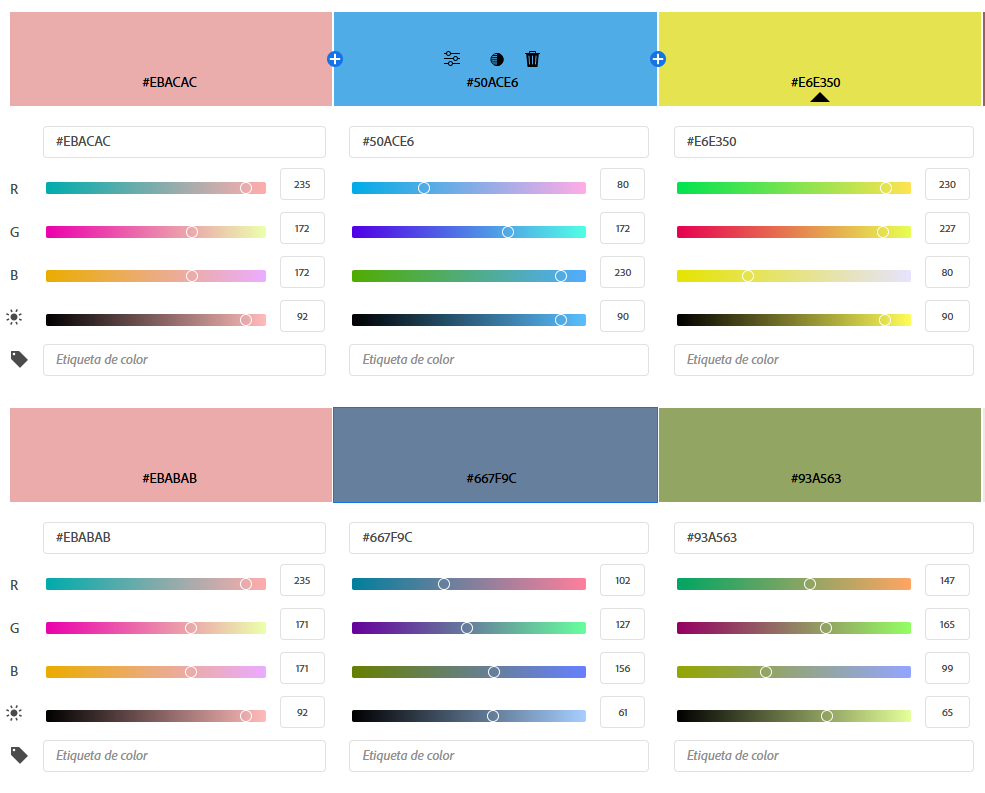 #EBACAC #50ACE6 #E6E350
#EBACAC #50ACE6 #E6E350
R 235 80 230
G 172 172 227
B 172 230 80
92 90 90
Etiqueta de color Etiqueta de color Etiqueta de color
#EBABAB #667F9C #93A563
#EBABAB #667F9C #93A563
R 235 102 147
G 171 127 165
B 171 156 99
92 61 65
Etiqueta de color Etiqueta de color Etiqueta de color